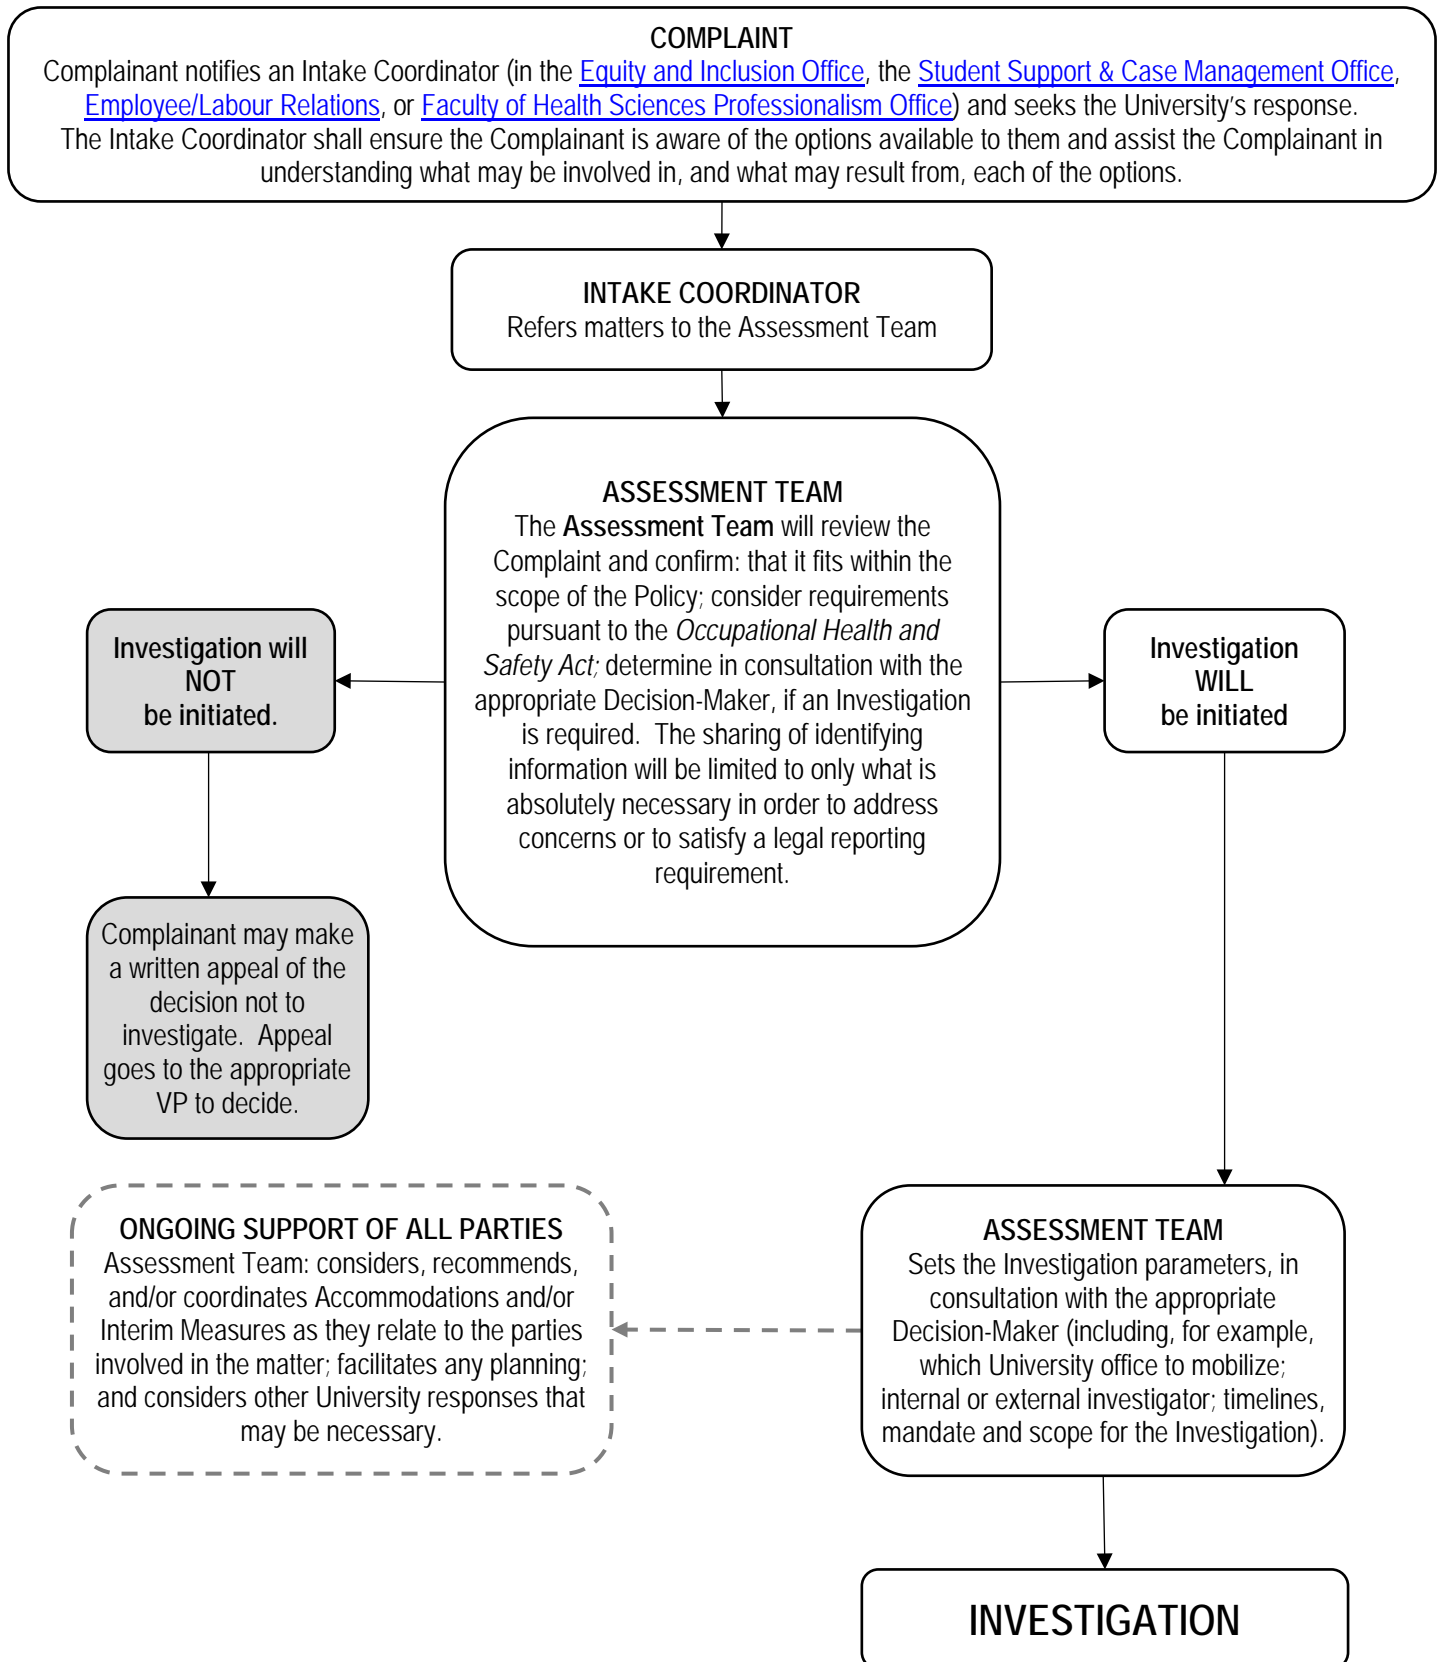 COMPLAINT
Complainant notifies an Intake Coordinator (in the Equity and Inclusion Office, the Student Support & Case Management Office,
Employee/Labour Relations, or Faculty of Health Sciences Professionalism Office) and seeks the University's response.
The Intake Coordinator shall ensure the Complainant is aware of the options available to them and assist the Complainant in
understanding what may be involved in, and what may result from, each of the options.
INTAKE COORDINATOR
Refers matters to the Assessment Team
ASSESSMENT TEAM
The Assessment Team will review the
Complaint and confirm: that it fits within the
scope of the Policy; consider requirements
pursuant to the Occupational Health and
Safety Act; determine in consultation with the
appropriate Decision-Maker, if an Investigation
is required.  The sharing of identifying
information will be limited to only what is
absolutely necessary in order to address
concerns or to satisfy a legal reporting
requirement.
Investigation will
NOT
be initiated.
Investigation
WILL
be initiated
Complainant may make
a written appeal of the
decision not to
investigate.  Appeal
goes to the appropriate
VP to decide.
ONGOING SUPPORT OF ALL PARTIES
Assessment Team: considers, recommends,
and/or coordinates Accommodations and/or
Interim Measures as they relate to the parties
involved in the matter; facilitates any planning;
and considers other University responses that
may be necessary.
ASSESSMENT TEAM
Sets the Investigation parameters, in
consultation with the appropriate
Decision-Maker (including, for example,
which University office to mobilize;
internal or external investigator; timelines,
mandate and scope for the Investigation).
INVESTIGATION